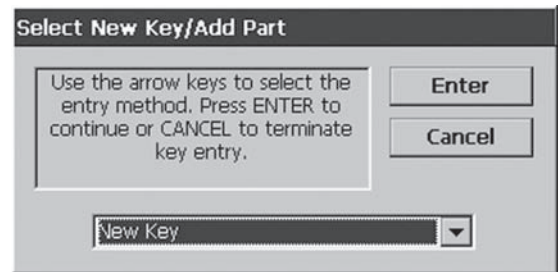 Select New Key/Add Part
Use the arrow keys to select the
entry method. Press ENTER to
continue or CANCEL to terminate
key entry.
Enter
Cancel
New Key